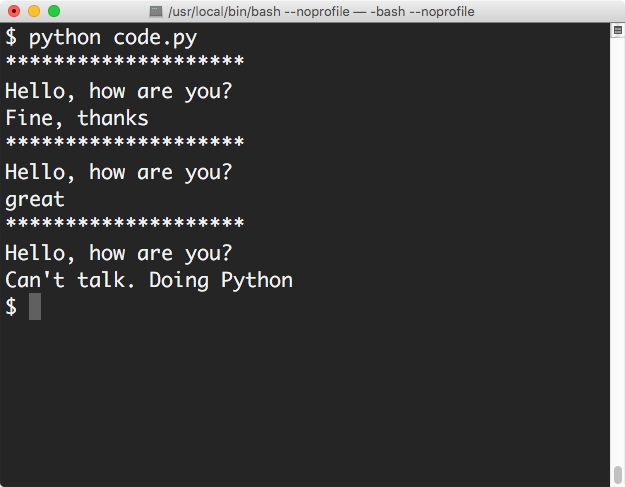 /usr/local/bin/bash --noprofile — -bash --noprofile
$ python code.py
********************
Hello, how are you?
Fine, thanks
********************
Hello, how are you?
great
********************
Hello, how are you?
Can't talk. Doing Python
$